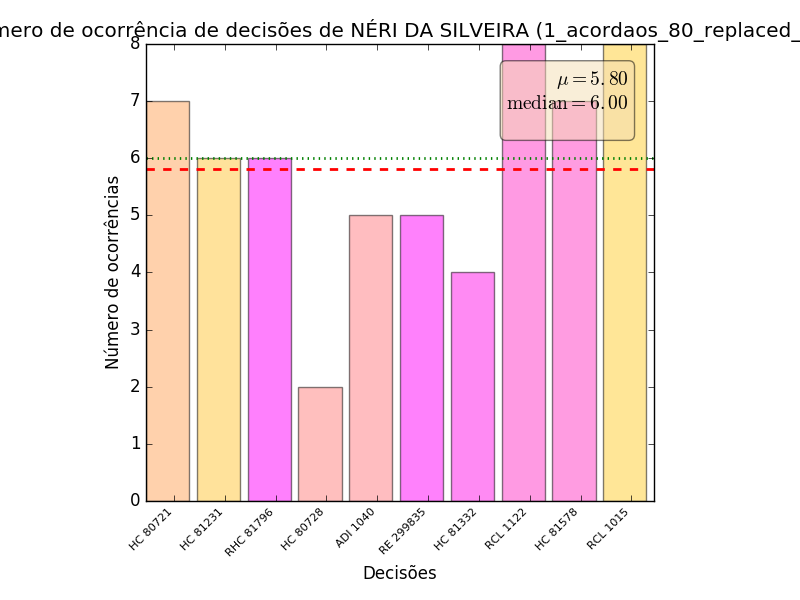 mero de ocorrência de decisões de NÉRI DA SILVEIRA (1_acordaos_80_replaced_
8
7
6
5
4
3
2
1
0
μ = 5.80
median = 6.00
Número de ocorrências
HC 80721
HC 81231
RHC 81796
HC 80728
ADI 1040
RE 299835
HC 81332
RCL 1122
HC 81578
RCL 1015
Decisões